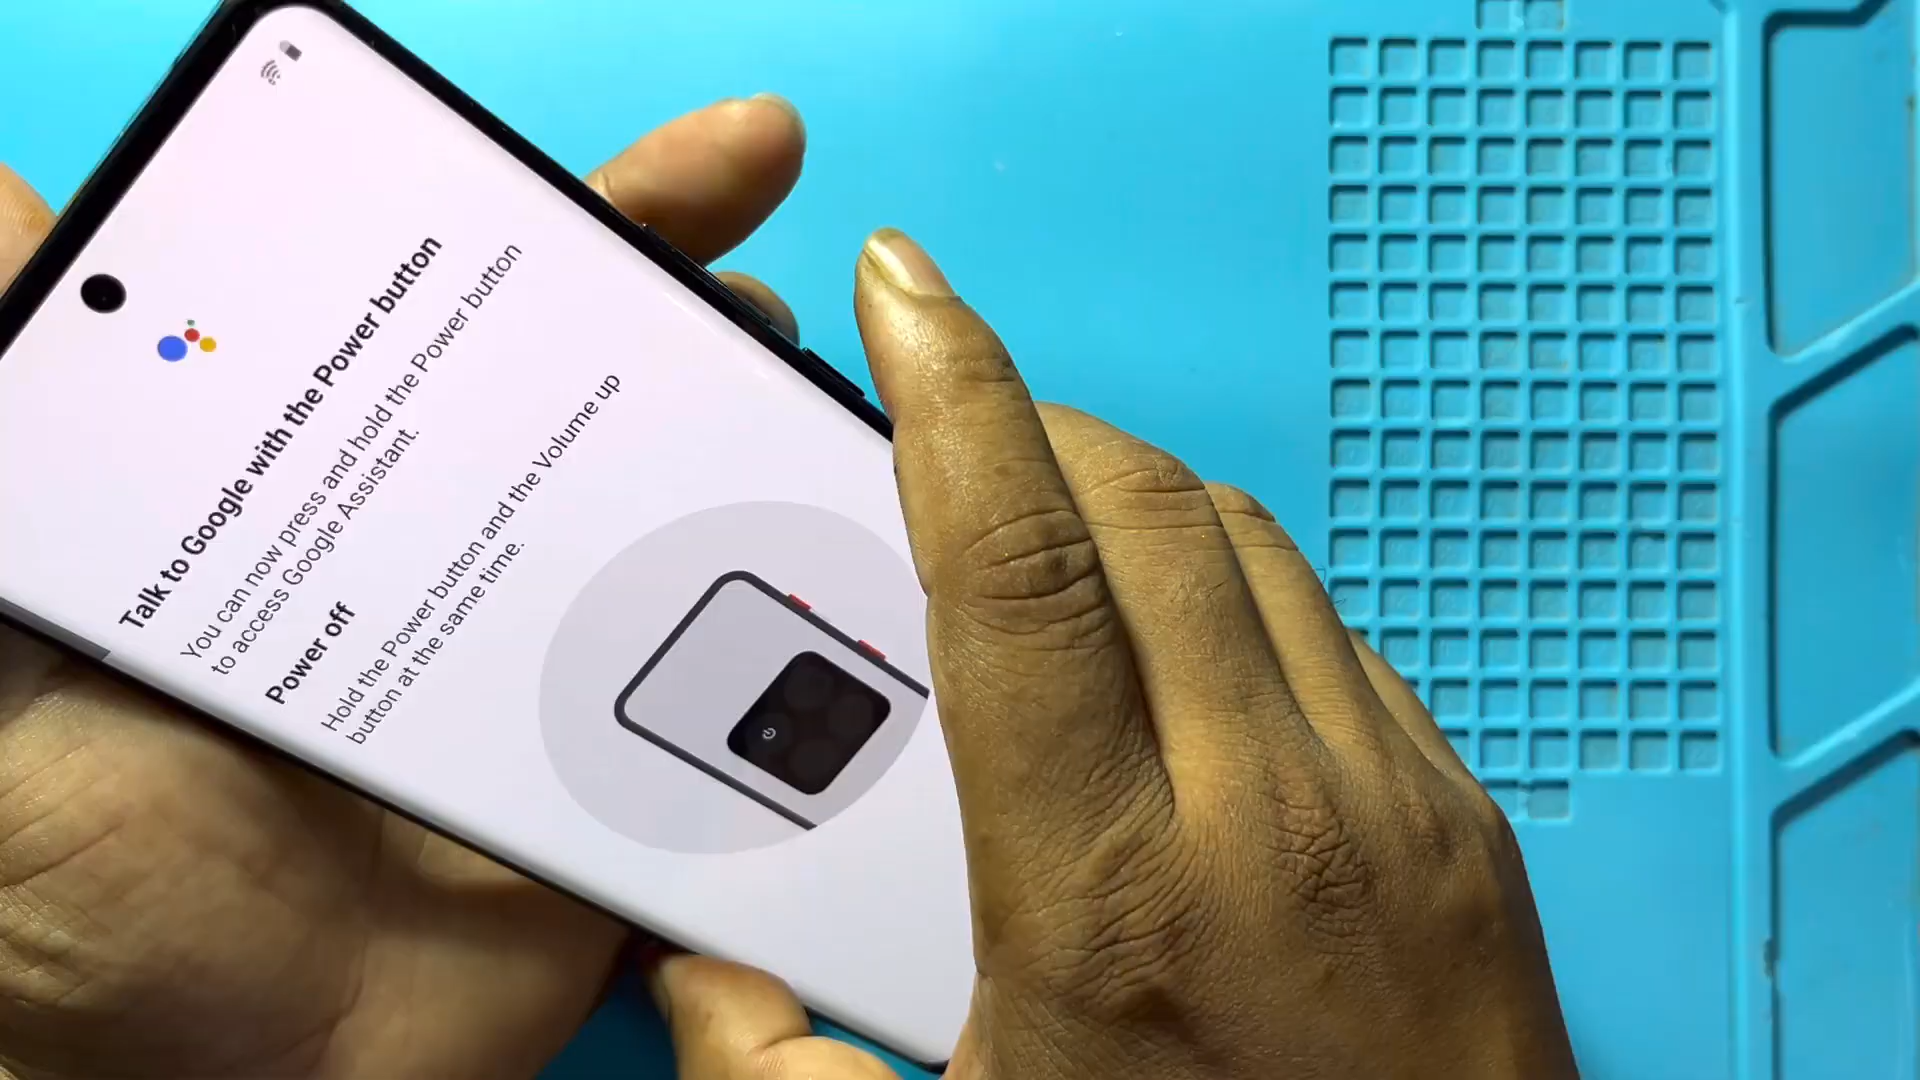 Talk to Google with the Power button
You can now press and hold the Power button
to access Google Assistant.
Power off
Hold the Power button and the Volume up
button at the same time.